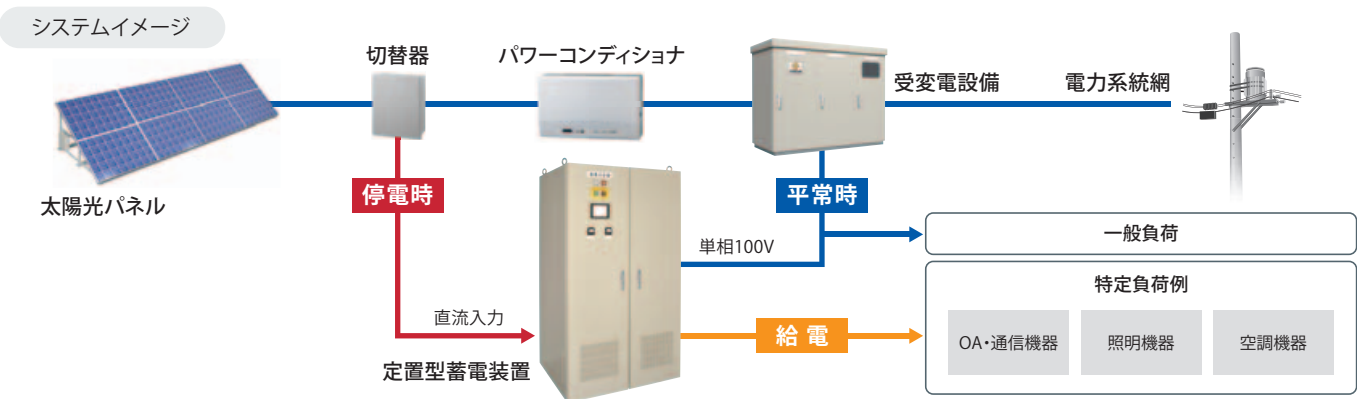 システムイメージ
切替器
パワーコンディショナ
受変電設備
電力系統網
太陽光パネル
停電時
平常時
単相100V
一般負荷
直流入力
給電
特定負荷例
OA・通信機器
照明機器
空調機器
定置型蓄電装置